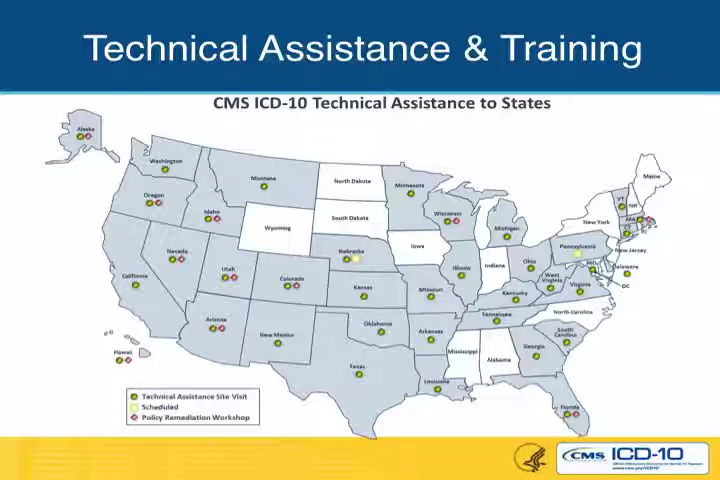 Technical Assistance & Training
CMS ICD-10 Technical Assistance to States
Alaska
Washington
Montana
North Dakota
Minnesota
Maine
Oregon
Idaho
Wyoming
South Dakota
Wisconsin
Michigan
New York
VT
NH
MA
CT
RI
Nevada
Utah
Colorado
Nebraska
Iowa
Illinois
Indiana
Ohio
Pennsylvania
New Jersey
MD
Delaware
DC
California
Kansas
Missouri
Kentucky
West
Virginia
Virginia
Arizona
New Mexico
Oklahoma
Arkansas
Tennessee
North Carolina
South
Carolina
Hawaii
Texas
Louisiana
Mississippi
Alabama
Georgia
Florida
Technical Assistance Site Visit
Scheduled
Policy Remediation Workshop
CMS ICD-10